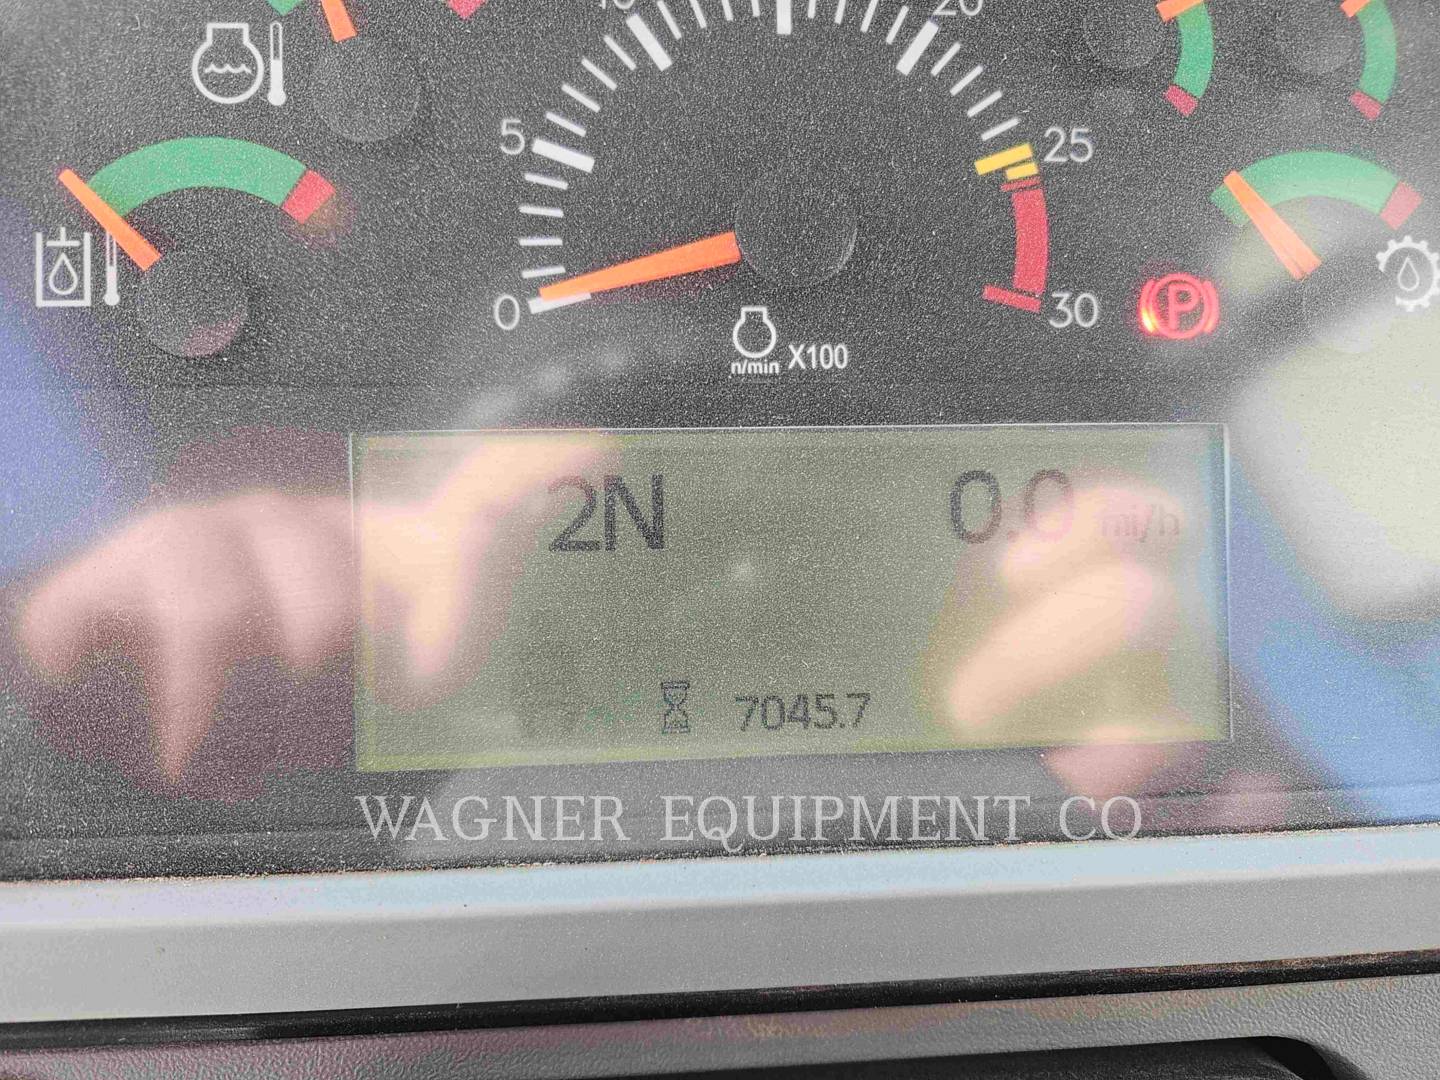 5
25
0
30
n/min X100
P
2N 0.0 mi/h
7045.7
WAGNER EQUIPMENT CO